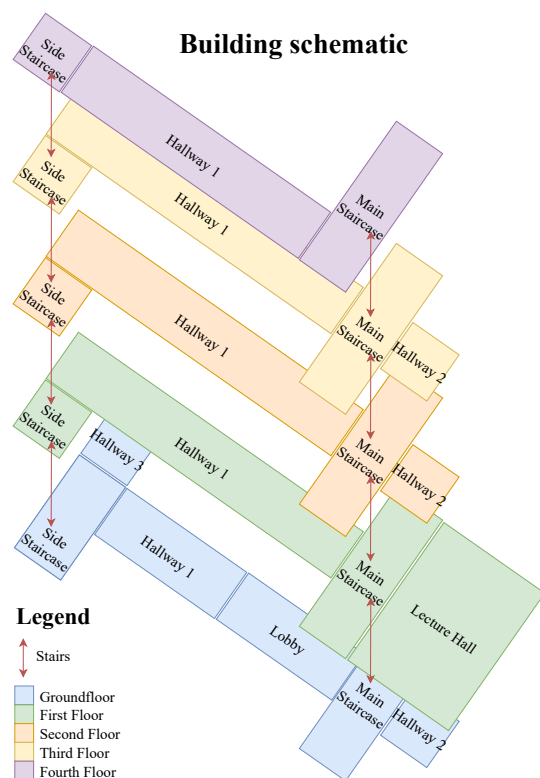 Building schematic
Side
Staircase
Hallway 1
Main
Staircase
Side
Staircase
Hallway 1
Main
Staircase
Hallway 2
Side
Staircase
Hallway 1
Main
Staircase
Hallway 2
Side
Staircase
Hallway 1
Main
Staircase
Lecture Hall
Hallway 3
Side
Staircase
Hallway 1
Lobby
Main
Staircase
Hallway 2
Legend
Stairs
Groundfloor
First Floor
Second Floor
Third Floor
Fourth Floor